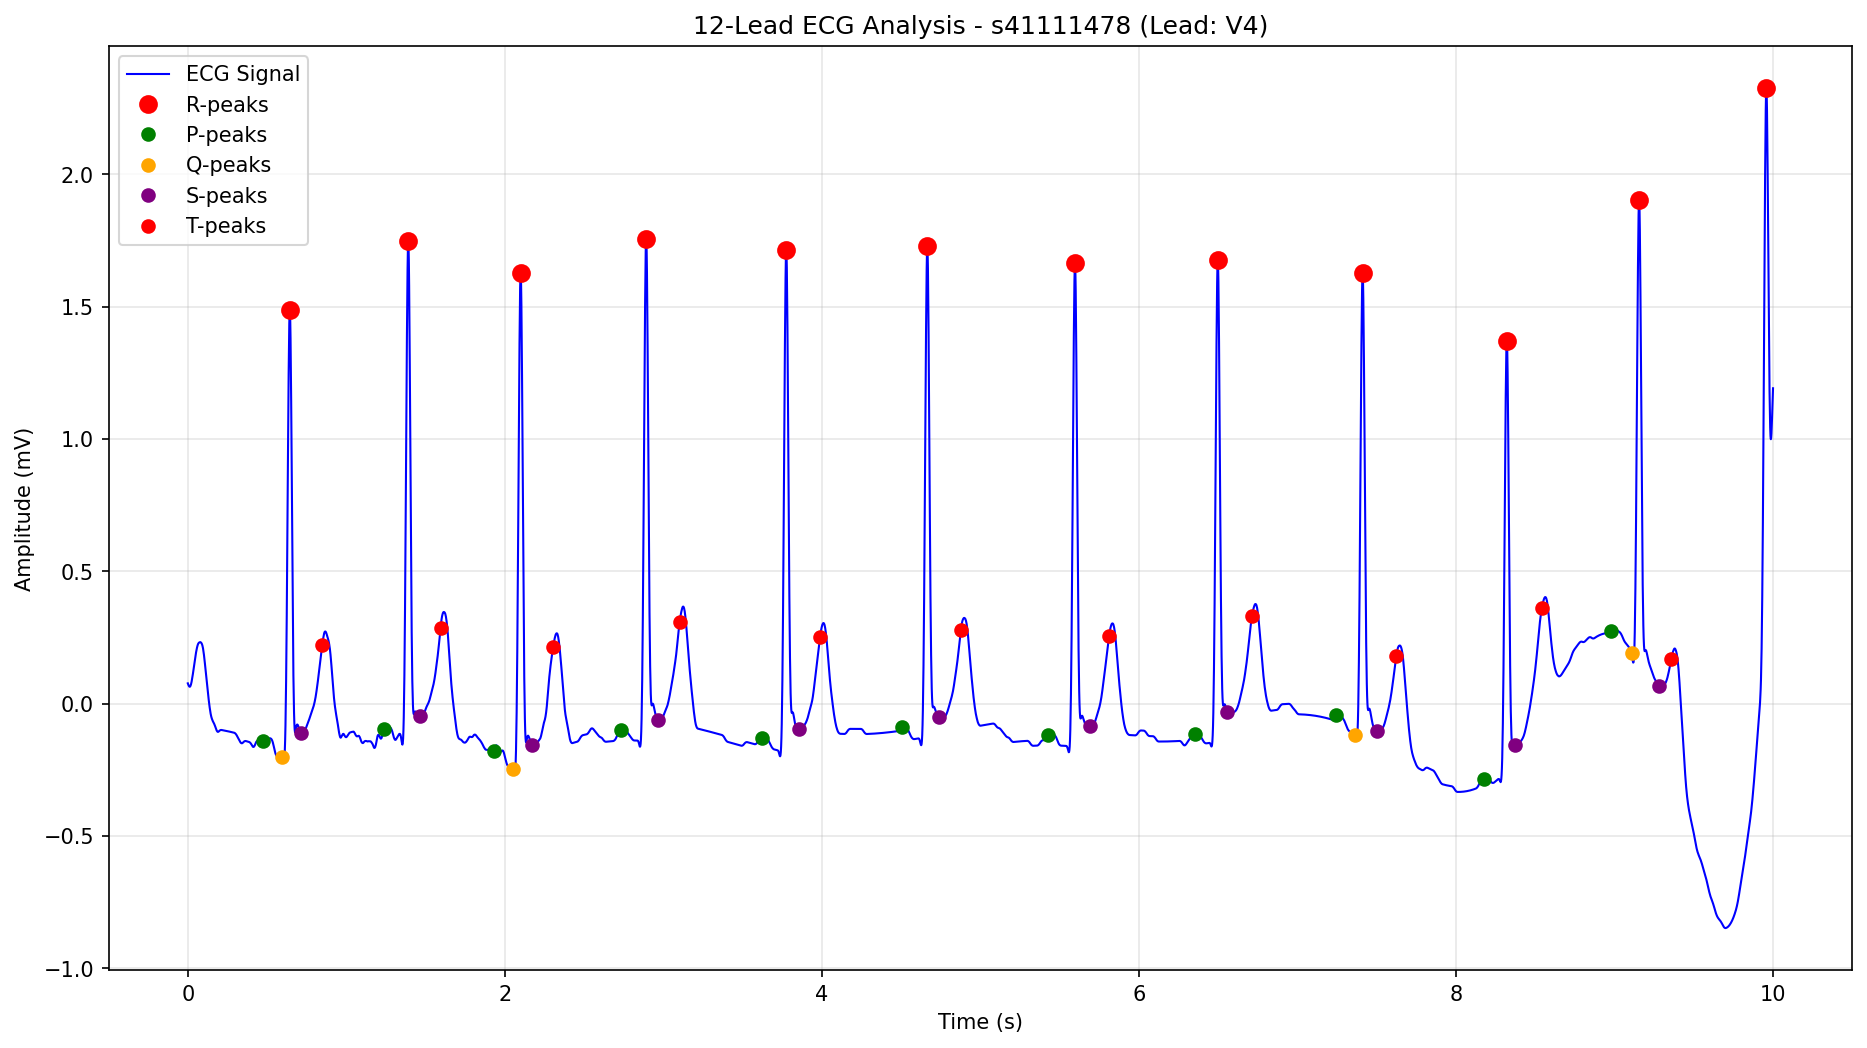 12-Lead ECG Analysis - s41111478 (Lead: V4)
ECG Signal
R-peaks
P-peaks
Q-peaks
S-peaks
T-peaks
Amplitude (mV)
2.0
1.5
1.0
0.5
0.0
−0.5
−1.0
0 2 4 6 8 10
Time (s)